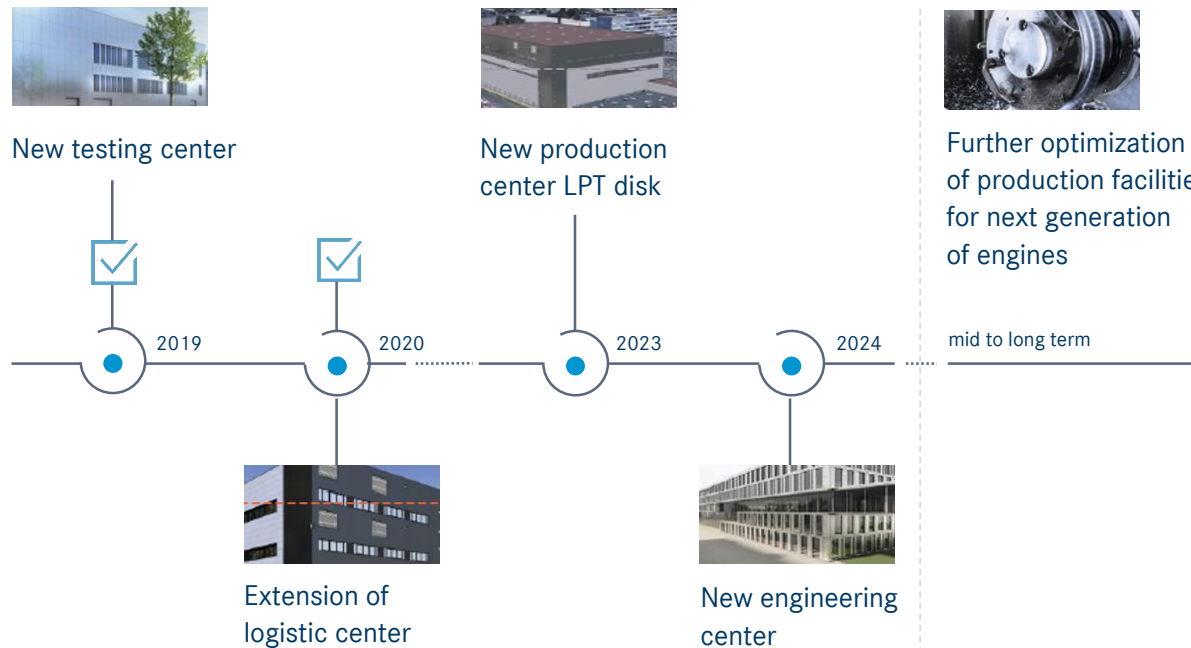 New testing center
New production
center LPT disk
Further optimization
of production facilitie
for next generation
of engines
2019
2020
2023
2024
mid to long term
Extension of
logistic center
New engineering
center